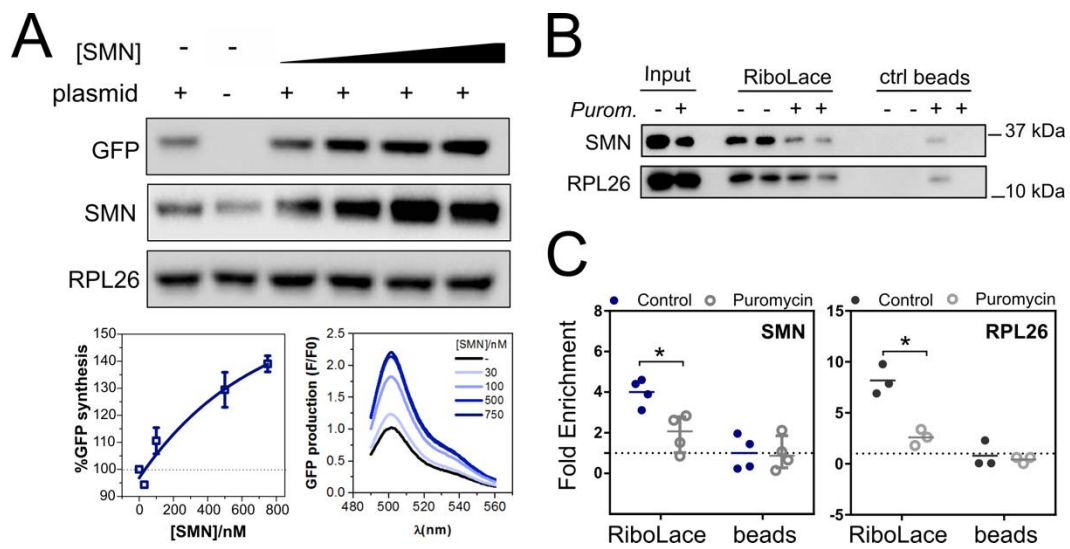 A
[SMN] - -
plasmid + - + + + +
GFP
SMN
RPL26
%GFP synthesis
150
140
130
120
110
100
90
0 200 400 600 800
[SMN]/nM
GFP production (F/F0)
2.5
2.0
1.5
1.0
0.5
0.0
480 500 520 540 560
λ(nm)
[SMN]/nM
-
30
100
500
750
B
Input RiboLace ctrl beads
Purom. - + - - + + - - + +
SMN 37 kDa
RPL26 10 kDa
C
Control Puromycin
SMN
Fold Enrichment
8
6
4
2
0
*
RiboLace beads
Control Puromycin
RPL26
15
10
5
0
-5
*
RiboLace beads